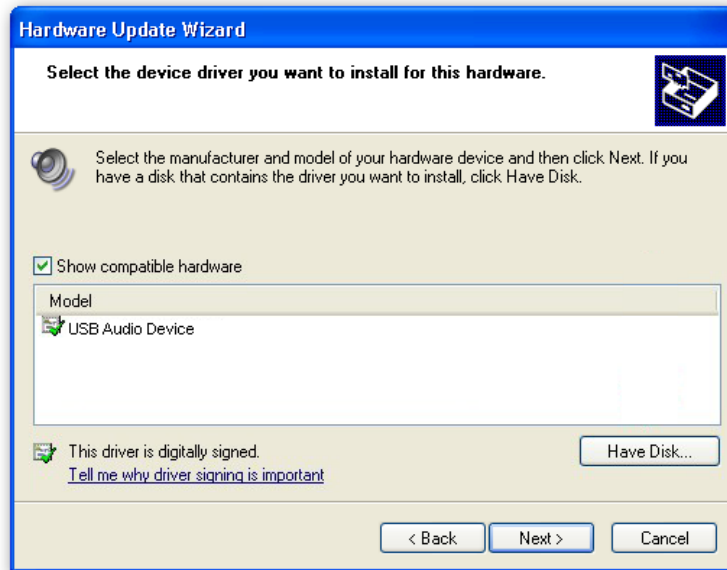 Hardware Update Wizard
Select the device driver you want to install for this hardware.
Select the manufacturer and model of your hardware device and then click Next. If you
have a disk that contains the driver you want to install, click Have Disk.
Show compatible hardware
Model
USB Audio Device
This driver is digitally signed.
Have Disk...
Tell me why driver signing is important
< Back
Next >
Cancel